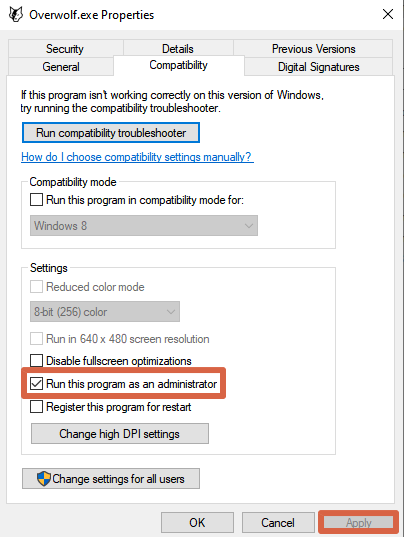 Overwolf.exe Properties
Security Details Previous Versions
General Compatibility Digital Signatures
If this program isn't working correctly on this version of Windows,
try running the compatibility troubleshooter.
Run compatibility troubleshooter
How do I choose compatibility settings manually?
Compatibility mode
Run this program in compatibility mode for:
Windows 8
Settings
Reduced color mode
8-bit (256) color
Run in 640 x 480 screen resolution
Disable fullscreen optimizations
Run this program as an administrator
Register this program for restart
Change high DPI settings
Change settings for all users
OK Cancel Apply